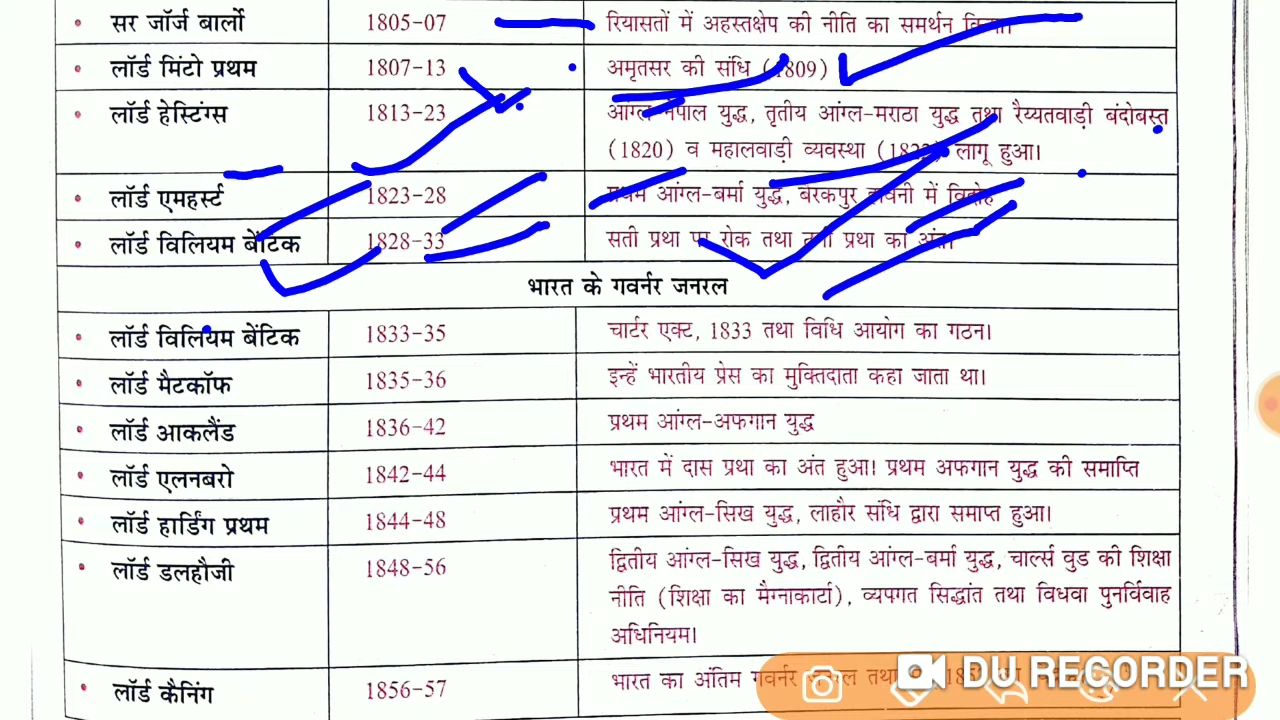 सर जॉर्ज बार्लो 1805-07 रियासतों में अहस्तक्षेप की नीति का समर्थन किया।
लॉर्ड मिंटो प्रथम 1807-13 अमृतसर की संधि (1809)
लॉर्ड हेस्टिंग्स 1813-23 आंग्ल-नेपाल युद्ध, तृतीय आंग्ल-मराठा युद्ध तथा रैय्यतवाड़ी बंदोबस्त
(1820) व महालवाड़ी व्यवस्था लागू हुआ।
लॉर्ड एमहर्स्ट 1823-28 प्रथम आंग्ल-बर्मा युद्ध, बैरकपुर छावनी में विद्रोह
लॉर्ड विलियम बेंटिक 1828-33 सती प्रथा पर रोक तथा ठगी प्रथा का अंत।
भारत के गवर्नर जनरल
लॉर्ड विलियम बेंटिक 1833-35 चार्टर एक्ट, 1833 तथा विधि आयोग का गठन।
लॉर्ड मैटकॉफ 1835-36 इन्हें भारतीय प्रेस का मुक्तिदाता कहा जाता था।
लॉर्ड आकलैंड 1836-42 प्रथम आंग्ल-अफगान युद्ध
लॉर्ड एलनबरो 1842-44 भारत में दास प्रथा का अंत हुआ। प्रथम अफगान युद्ध की समाप्ति
लॉर्ड हार्डिंग प्रथम 1844-48 प्रथम आंग्ल-सिख युद्ध, लाहौर संधि द्वारा समाप्त हुआ।
लॉर्ड डलहौजी 1848-56 द्वितीय आंग्ल-सिख युद्ध, द्वितीय आंग्ल-बर्मा युद्ध, चार्ल्स वुड की शिक्षा
नीति (शिक्षा का मैग्नाकार्टा), व्यपगत सिद्धांत तथा विधवा पुनर्विवाह
अधिनियम।
लॉर्ड कैनिंग 1856-57 भारत का अंतिम गवर्नर जनरल तथा
DU RECORDER